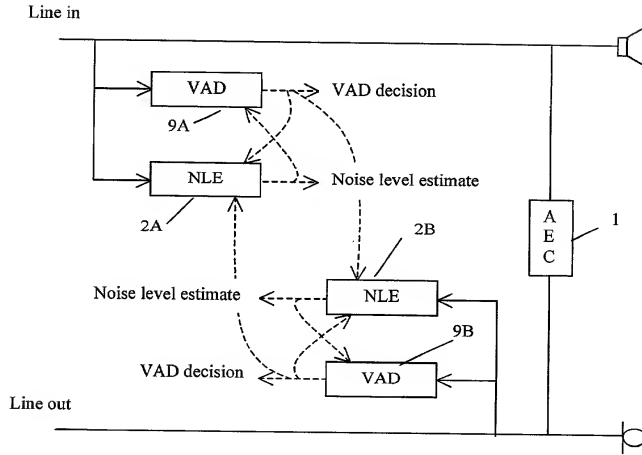 Line in
VAD
VAD decision
9A
NLE
Noise level estimate
2A
2B
A
E
C
1
Noise level estimate
NLE
9B
VAD decision
VAD
Line out